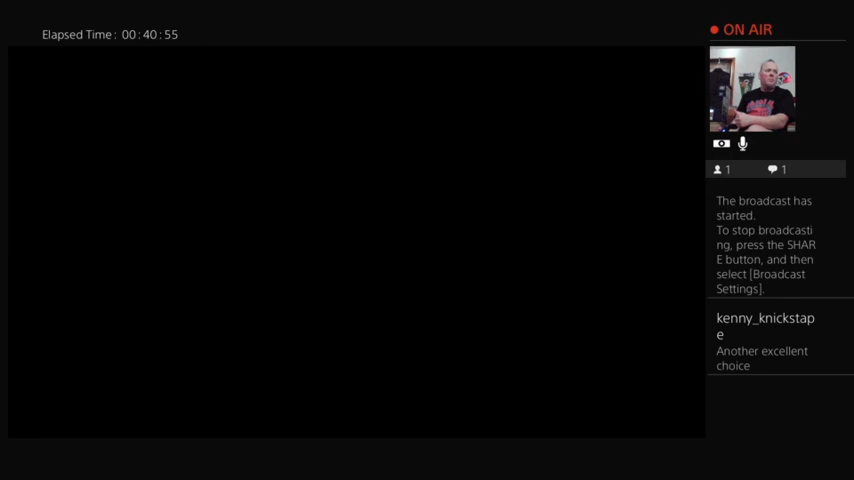 Elapsed Time: 00:40:55
ON AIR
1 1
The broadcast has
started.
To stop broadcasti
ng, press the SHAR
E button, and then
select [Broadcast
Settings].
kenny_knickstap
e
Another excellent
choice